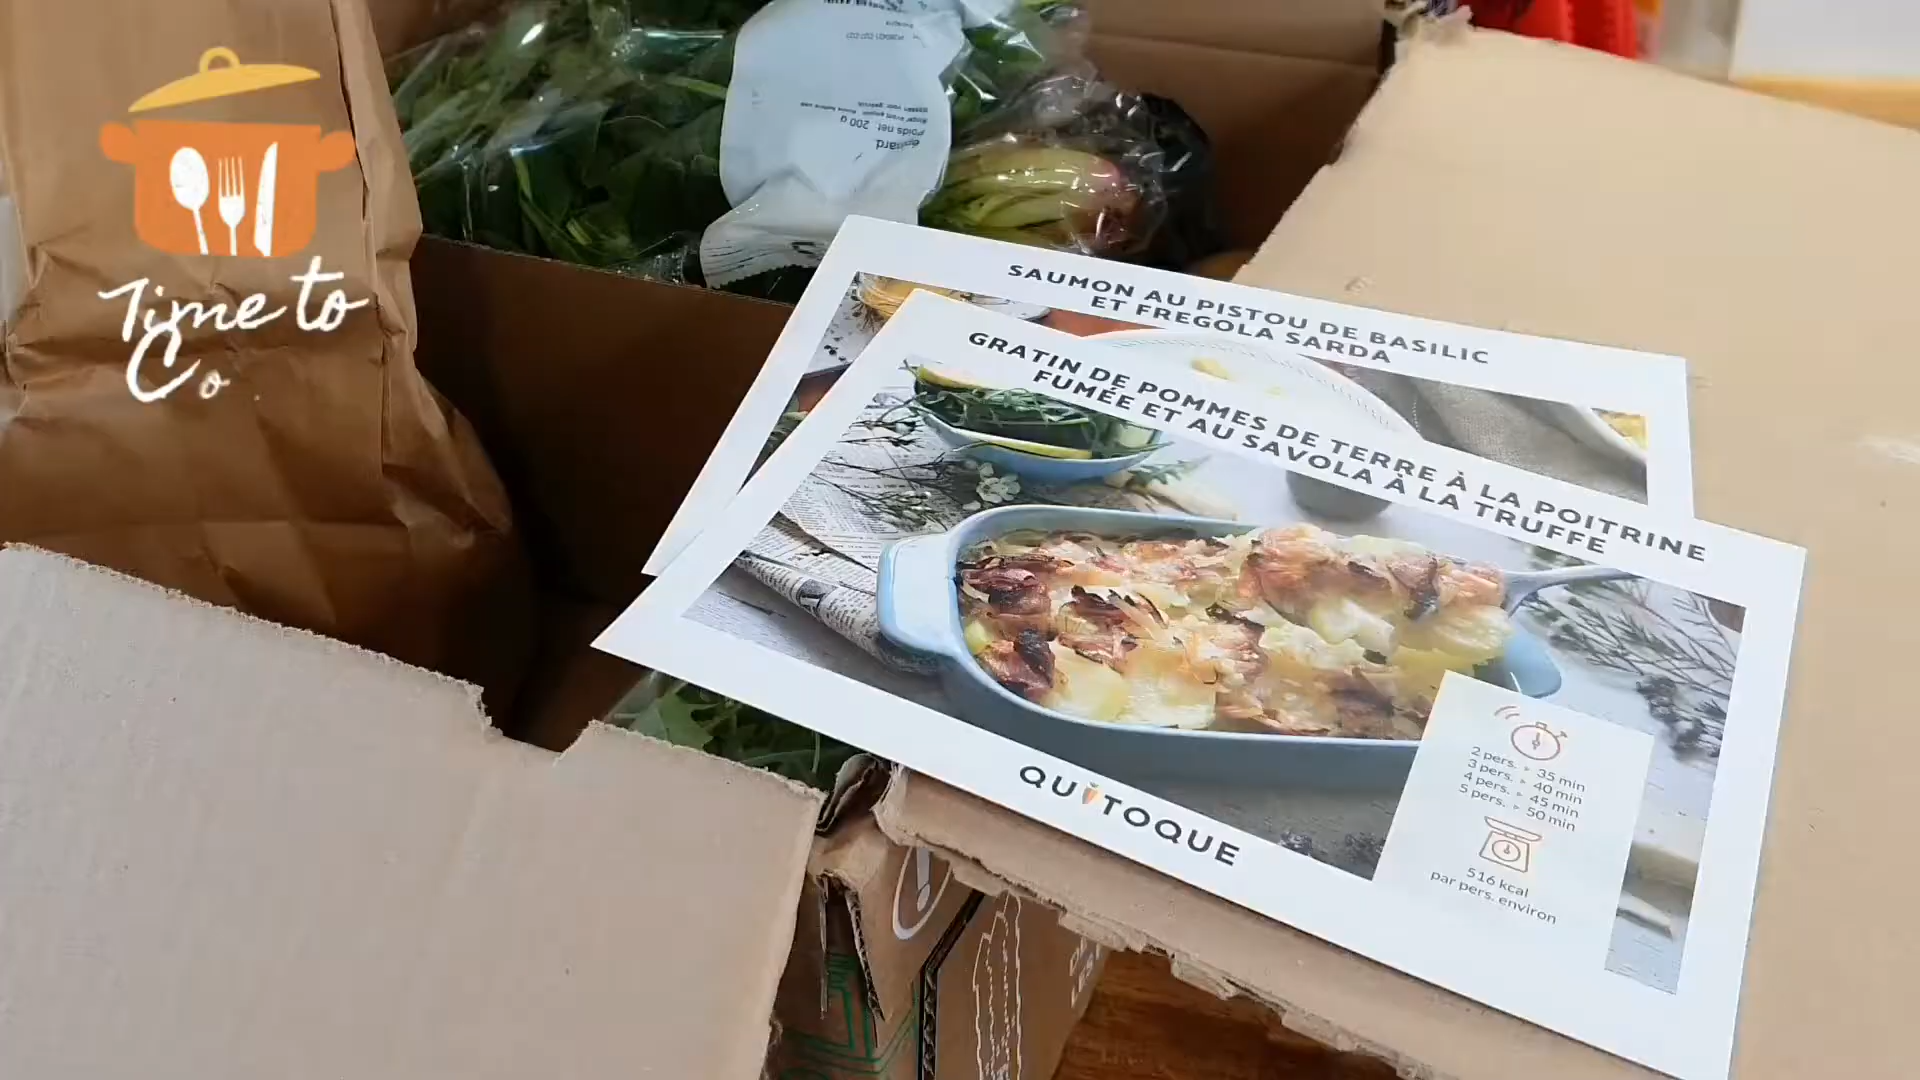 Time to
Co
épinard
Poids net: 200 g
SAUMON AU PISTOU DE BASILIC
ET FREGOLA SARDA
GRATIN DE POMMES DE TERRE À LA POITRINE
FUMÉE ET AU SAVOLA À LA TRUFFE
QUITOQUE
2 pers. > 35 min
3 pers. > 40 min
4 pers. > 45 min
5 pers. > 50 min
516 kcal
par pers. environ